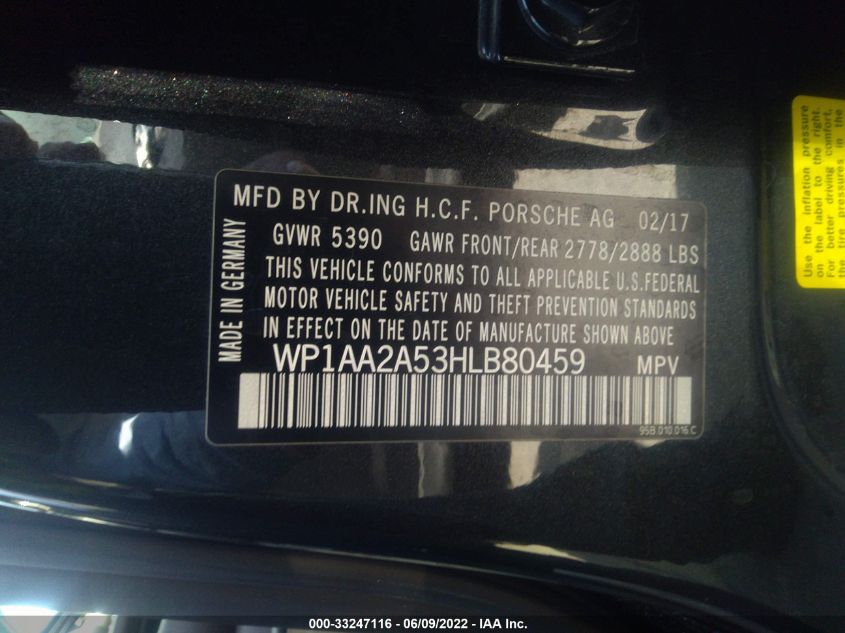 MFD BY DR.ING H.C.F. PORSCHE AG 02/17
GVWR 5390 GAWR FRONT/REAR 2778/2888 LBS
THIS VEHICLE CONFORMS TO ALL APPLICABLE U.S.FEDERAL
MOTOR VEHICLE SAFETY AND THEFT PREVENTION STANDARDS
IN EFFECT ON THE DATE OF MANUFACTURE SHOWN ABOVE
WP1AA2A53HLB80459 MPV
95B.010.016 C
MADE IN GERMANY
Use the inflation pressure
on the label to the right.
For better driving comfort,
the tire pressures in the
000-33247116 - 06/09/2022 - IAA Inc.